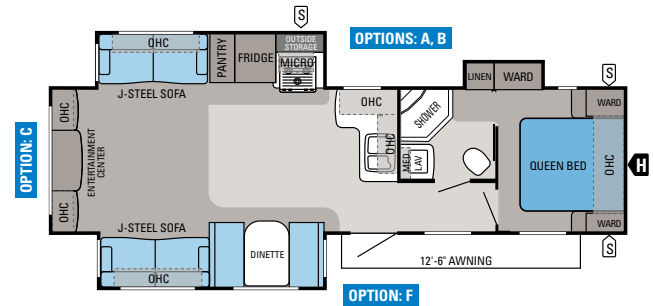 S
OPTIONS: A, B
OHC
PANTRY
FRIDGE
OUTSIDE
STORAGE
MICRO
J-STEEL SOFA
LINEN
WARD
S
OHC
OHC
SHOWER
WARD
OPTION: C
ENTERTAINMENT
CENTER
OHC
MED
LAV
QUEEN BED
OHC
H
OHC
J-STEEL SOFA
WARD
DINETTE
S
OHC
12'-6" AWNING
OPTION: F